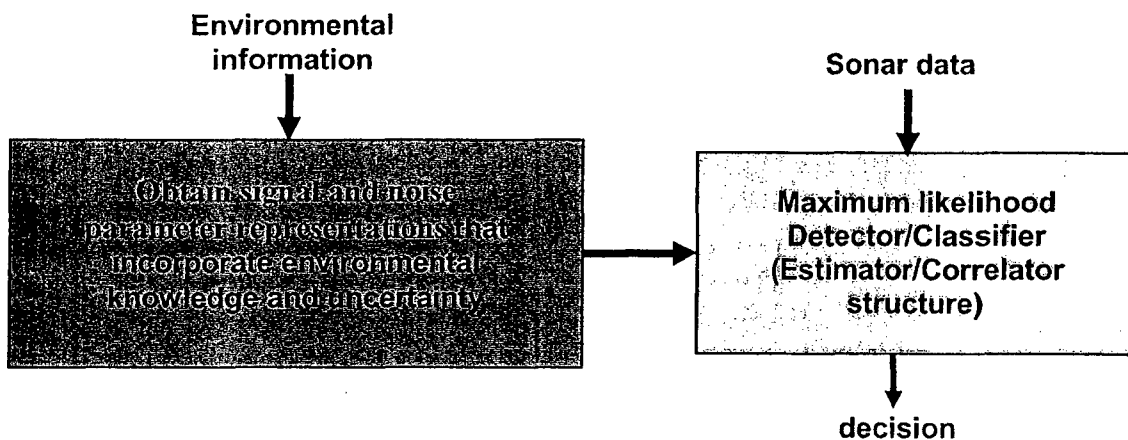 Environmental
information
Sonar data
Obtain signal and noise
parameter representations that
incorporate environmental
knowledge and uncertainty
Maximum likelihood
Detector/Classifier
(Estimator/Correlator
structure)
decision